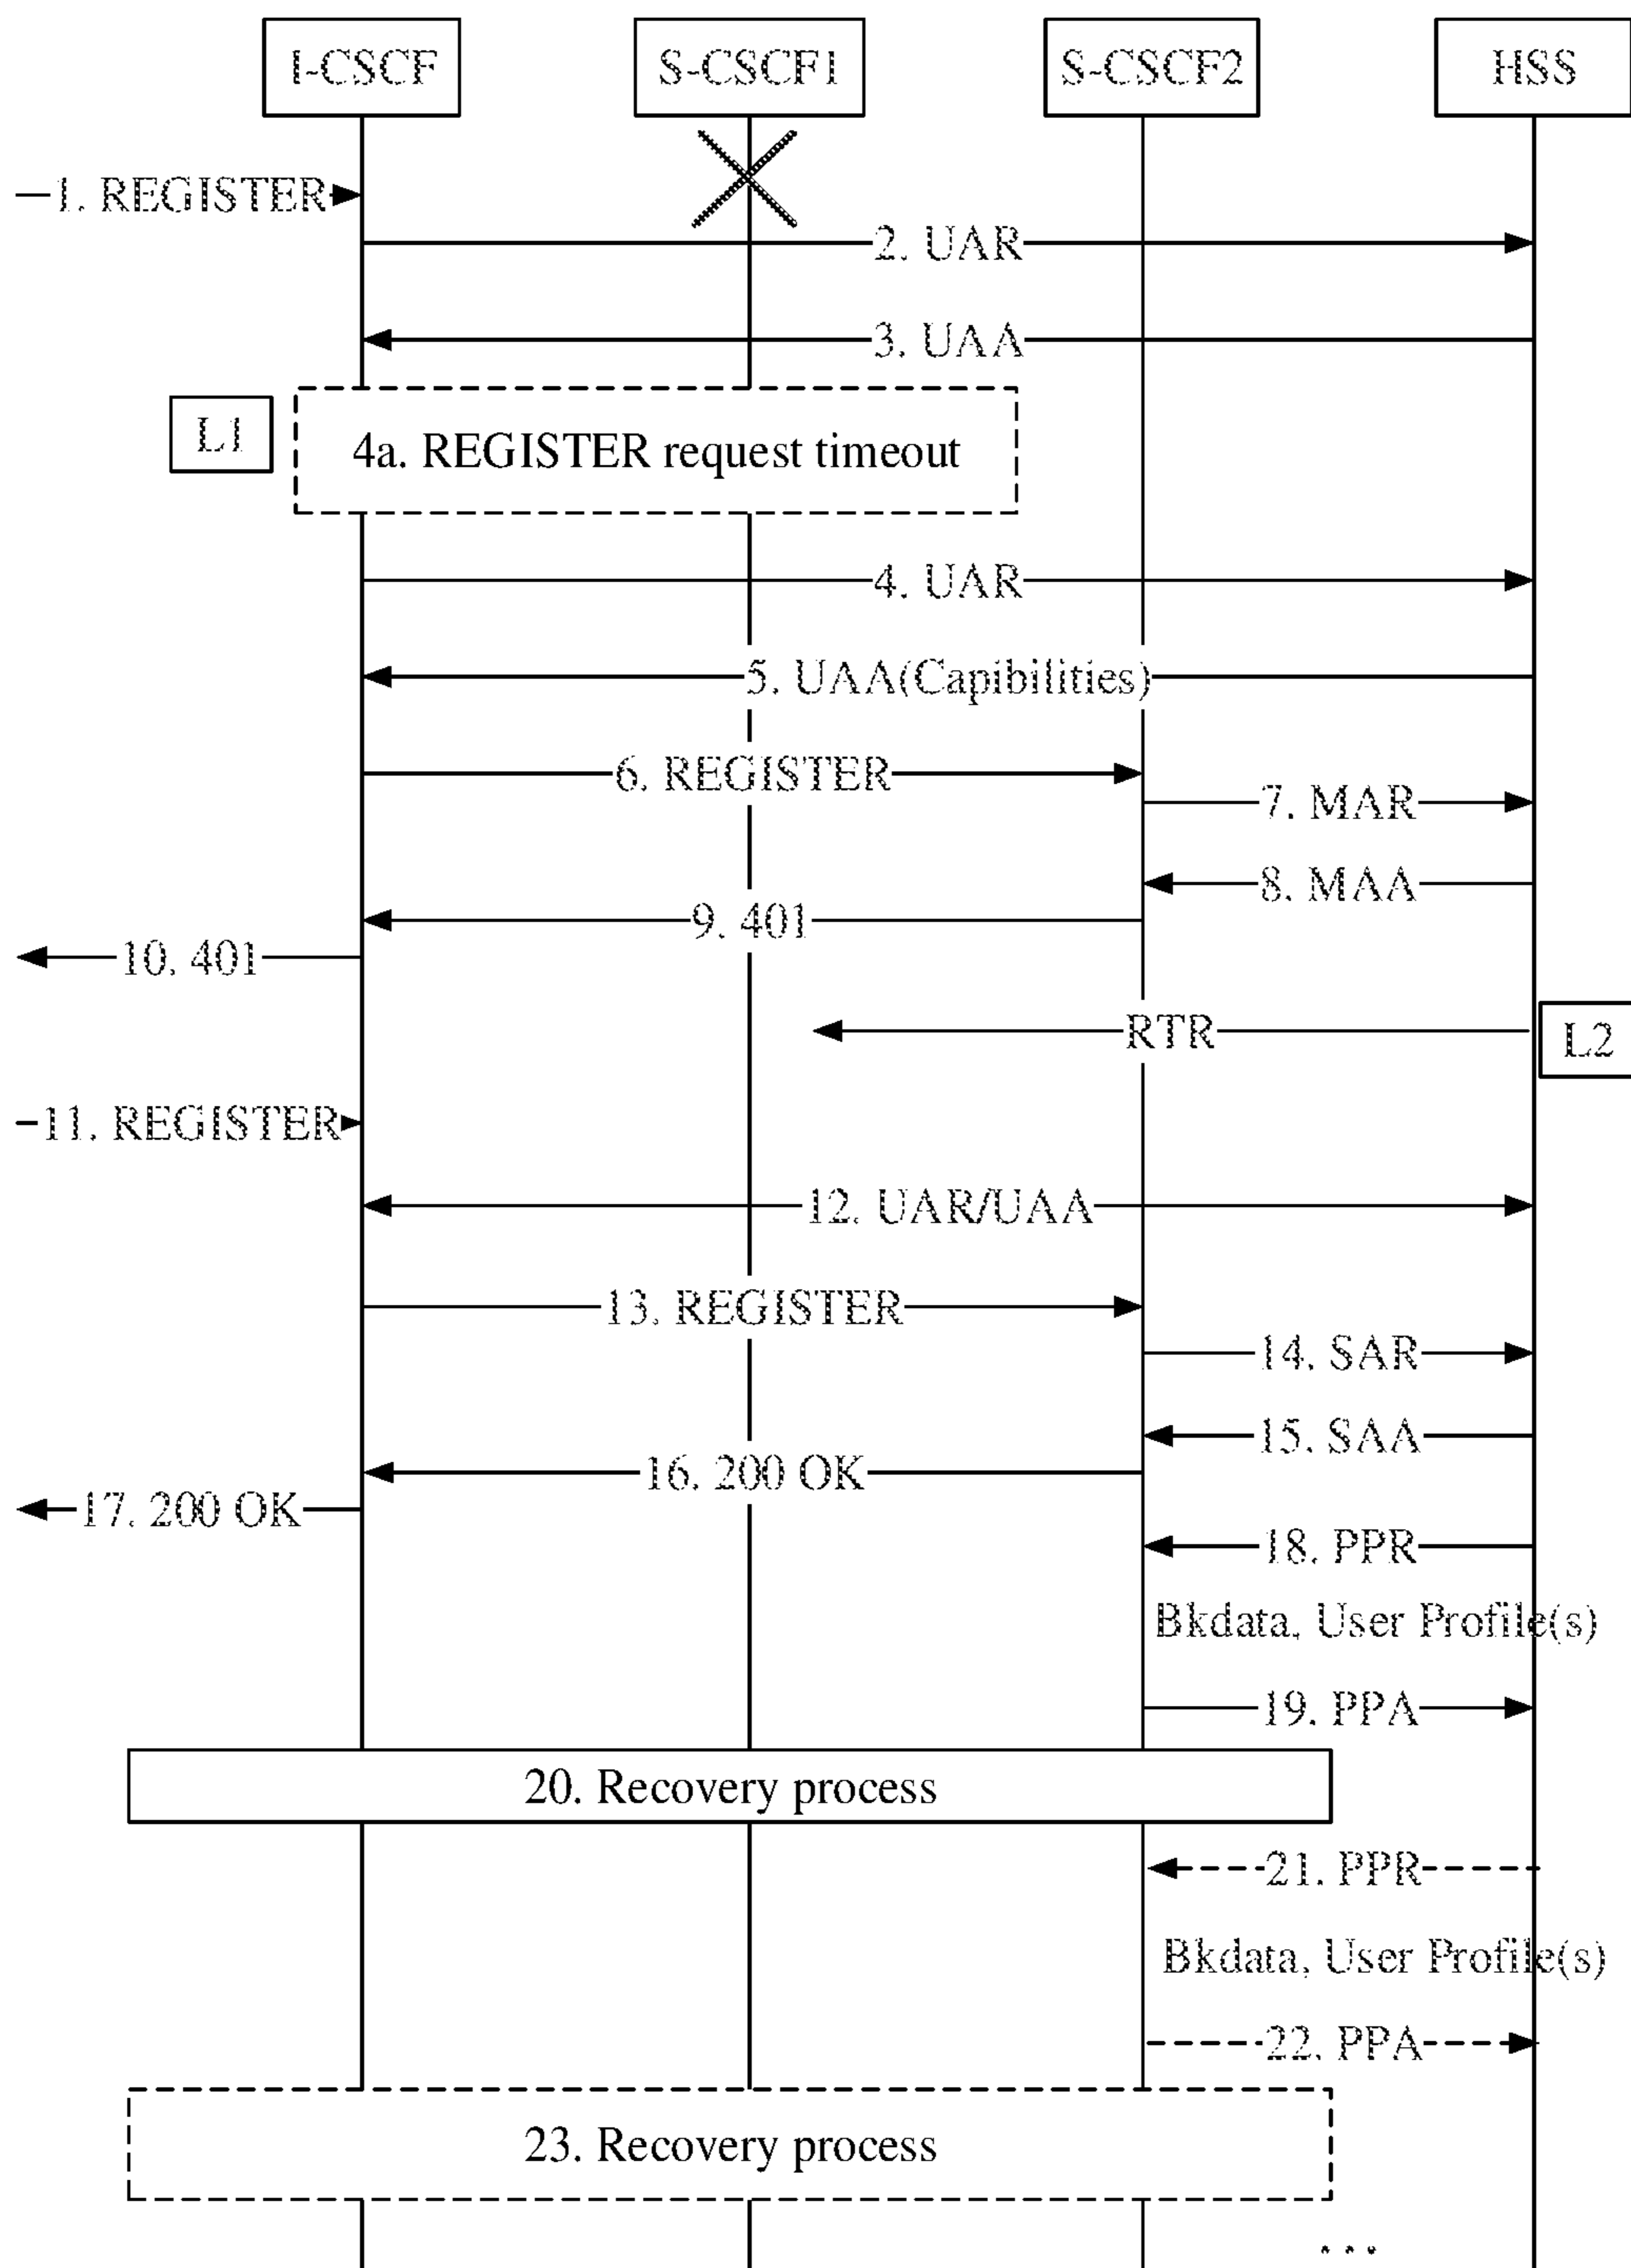 I-CSCF
S-CSCF1
S-CSCF2
HSS
1. REGISTER
2. UAR
3. UAA
L1
4a. REGISTER request timeout
4. UAR
5. UAA(Capibilities)
6. REGISTER
7. MAR
8. MAA
9. 401
10. 401
RTR
L2
11. REGISTER
12. UAR/UAA
13. REGISTER
14. SAR
15. SAA
16. 200 OK
17. 200 OK
18. PPR
Bkdata, User Profile(s)
19. PPA
20. Recovery process
21. PPR
Bkdata, User Profile(s)
22. PPA
23. Recovery process
...